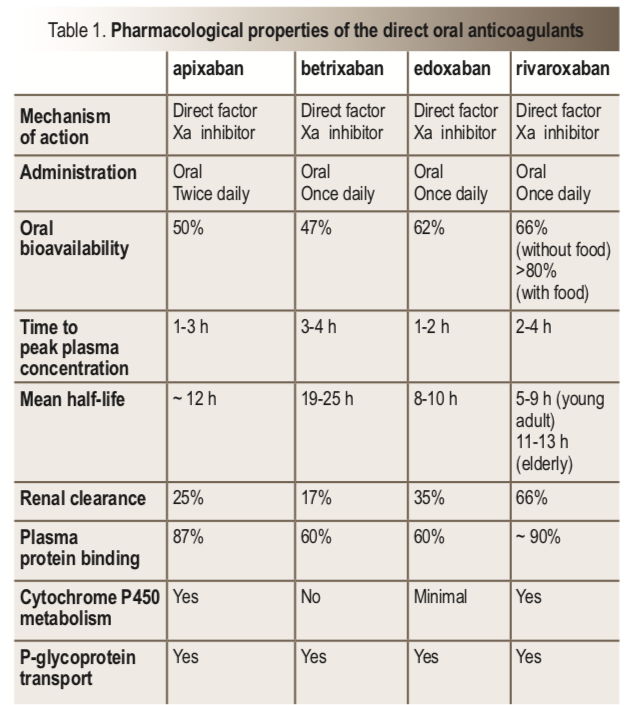 Table 1. Pharmacological properties of the direct oral anticoagulants
apixaban betrixaban edoxaban rivaroxaban
Mechanism of action Direct factor Xa inhibitor Direct factor Xa inhibitor Direct factor Xa inhibitor Direct factor Xa inhibitor
Administration Oral Twice daily Oral Once daily Oral Once daily Oral Once daily
Oral bioavailability 50% 47% 62% 66% (without food) >80% (with food)
Time to peak plasma concentration 1-3 h 3-4 h 1-2 h 2-4 h
Mean half-life ~ 12 h 19-25 h 8-10 h 5-9 h (young adult) 11-13 h (elderly)
Renal clearance 25% 17% 35% 66%
Plasma protein binding 87% 60% 60% ~ 90%
Cytochrome P450 metabolism Yes No Minimal Yes
P-glycoprotein transport Yes Yes Yes Yes